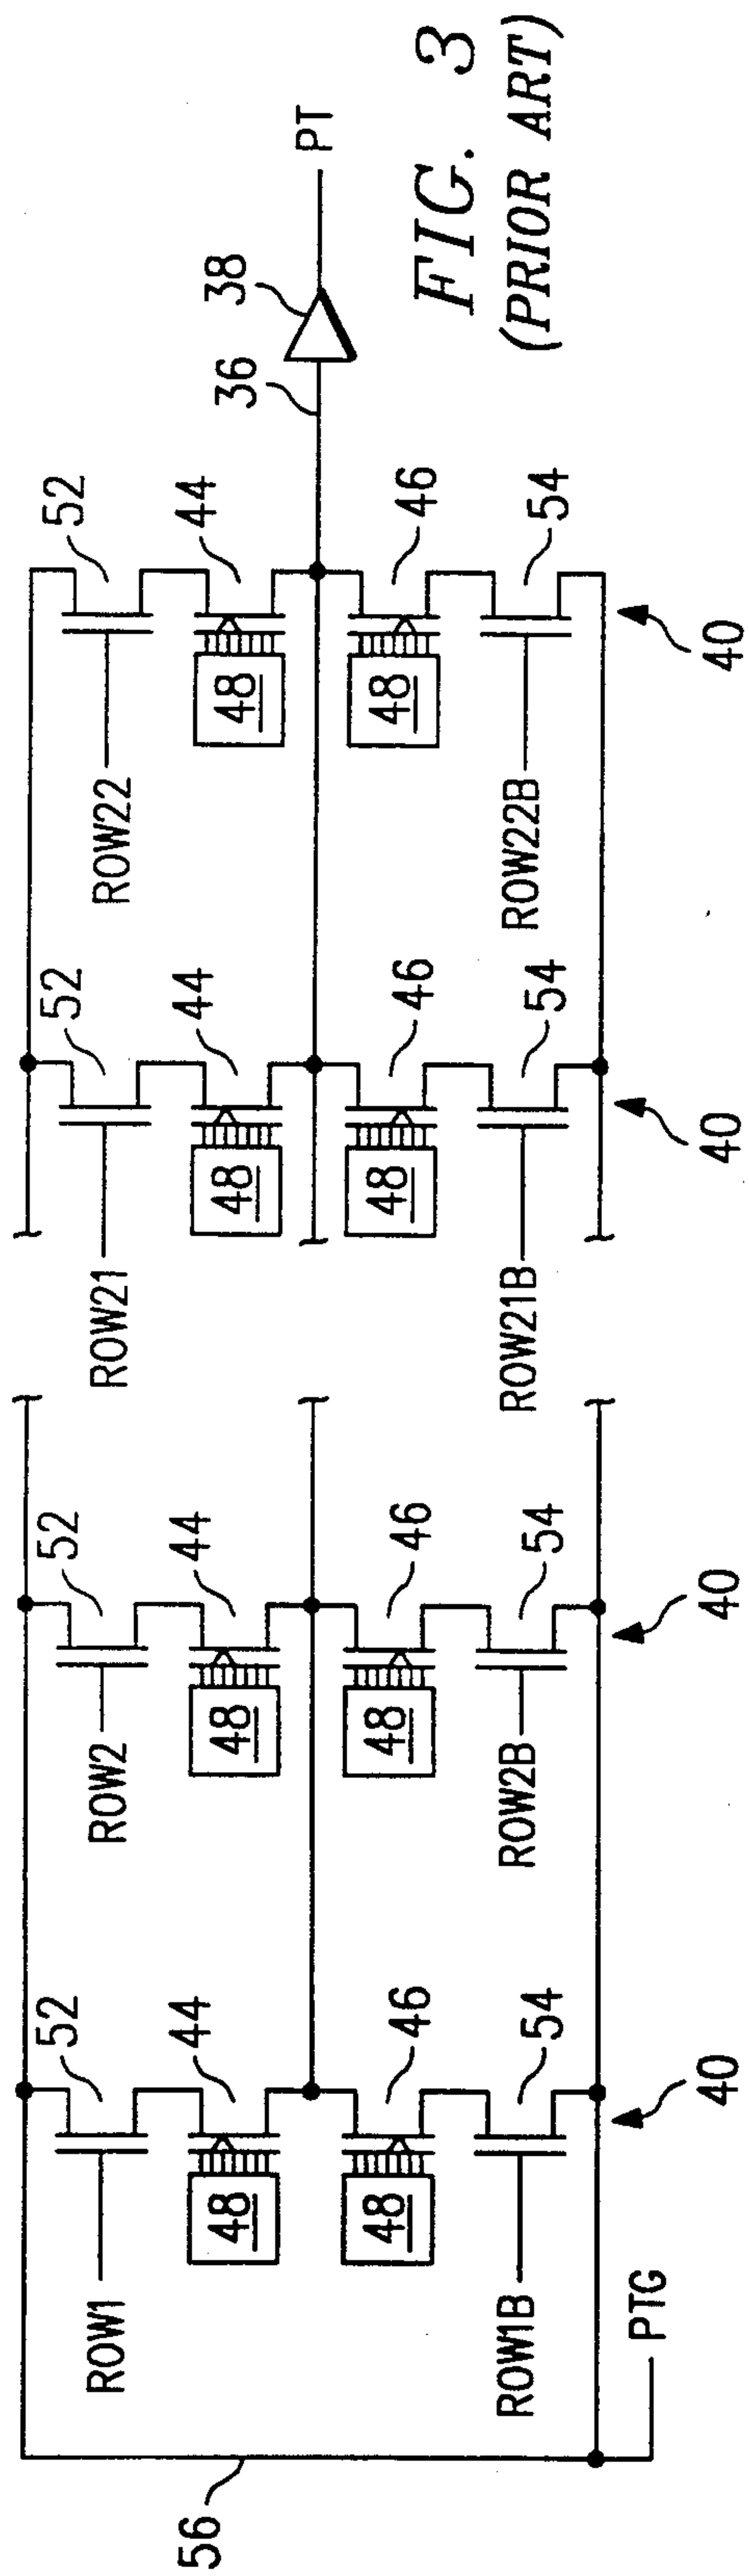 52 52 52 52
ROW1 ROW2 ROW21 ROW22
56 44 44 44 44
48 48 48 48
36 38
PT
48 48 48 48
46 46 46 46
FIG. 3
(PRIOR ART)
ROW1B ROW2B ROW21B ROW22B
54 54 54 54
PTG
40 40 40 40